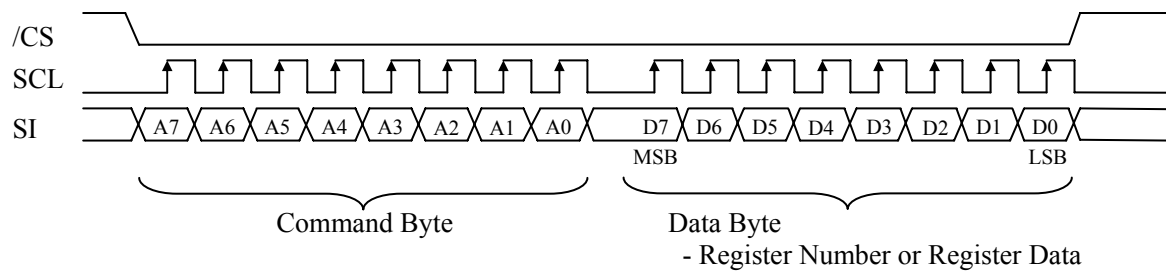 /CS
SCL
SI A7 A6 A5 A4 A3 A2 A1 A0 D7 D6 D5 D4 D3 D2 D1 D0
MSB LSB
Command Byte Data Byte
- Register Number or Register Data